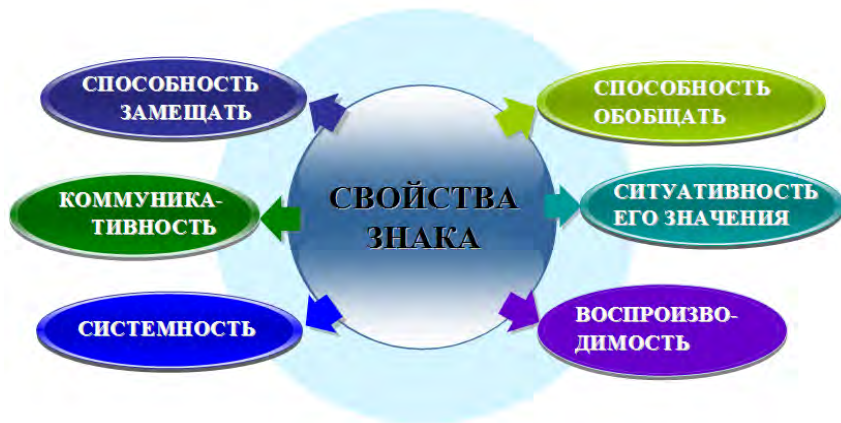 СПОСОБНОСТЬ
ЗАМЕЩАТЬ
СПОСОБНОСТЬ
ОБОБЩАТЬ
КОММУНИКА-
ТИВНОСТЬ
СВОЙСТВА
ЗНАКА
СИТУАТИВНОСТЬ
ЕГО ЗНАЧЕНИЯ
СИСТЕМНОСТЬ
ВОСПРОИЗВО-
ДИМОСТЬ